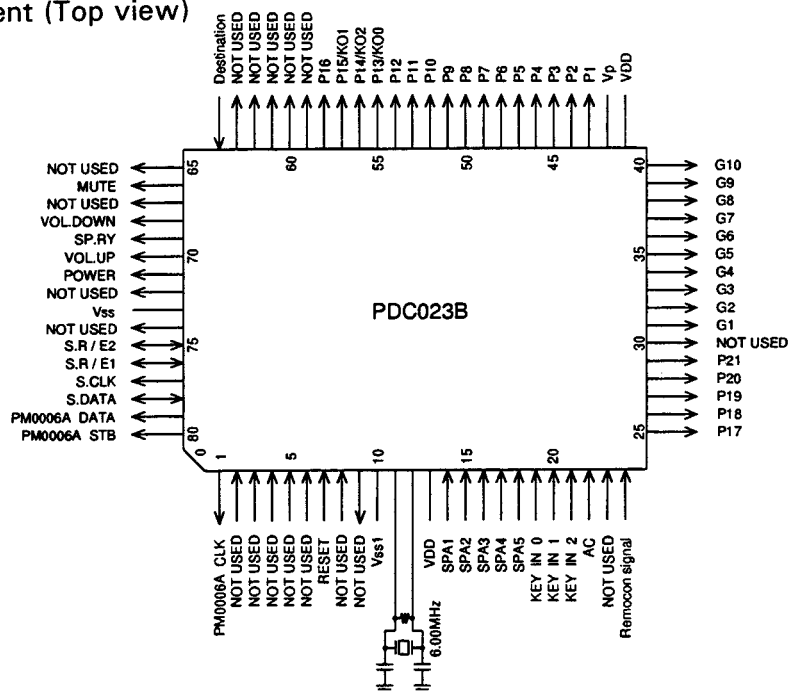 ent (Top view)
Destination
NOT USED
NOT USED
NOT USED
NOT USED
NOT USED
P16
P15/KO1
P14/KO2
P13/KO0
P12
P11
P10
P9
P8
P7
P6
P5
P4
P3
P2
P1
Vp
VDD
65
60
55
50
45
40
NOT USED
MUTE
NOT USED
VOL.DOWN
SP.RY
VOL.UP
POWER
NOT USED
Vss
NOT USED
S.R / E2
S.R / E1
S.CLK
S.DATA
PM0006A DATA
PM0006A STB
70
75
80
PDC023B
G10
G9
G8
G7
G6
G5
G4
G3
G2
G1
NOT USED
P21
P20
P19
P18
P17
35
30
25
0
1
5
10
15
20
PM0006A CLK
NOT USED
NOT USED
NOT USED
NOT USED
NOT USED
RESET
NOT USED
NOT USED
Vss1
6.00MHz
VDD
SPA1
SPA2
SPA3
SPA4
SPA5
KEY IN 0
KEY IN 1
KEY IN 2
AC
NOT USED
Remocon signal